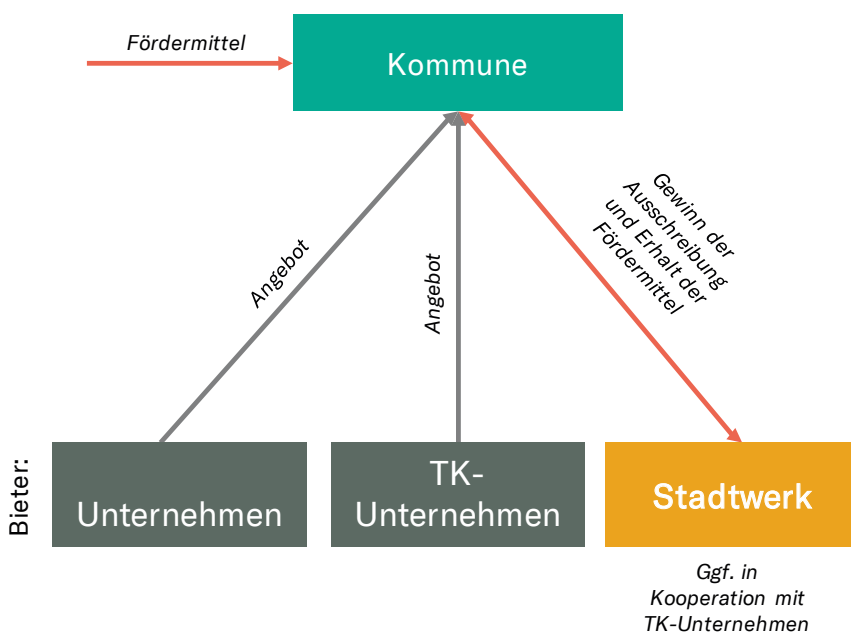 Fördermittel
Kommune
Gewinn der
Ausschreibung
und Erhalt der
Fördermittel
Angebot
Angebot
Bieter:
Unternehmen
TK-
Unternehmen
Stadtwerk
Ggf. in
Kooperation mit
TK-Unternehmen